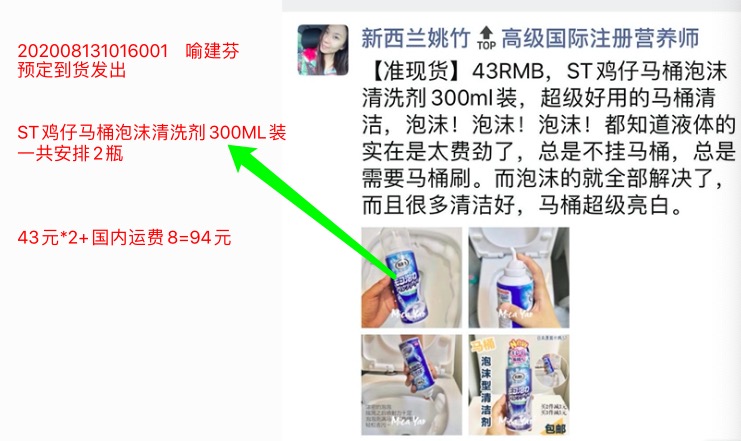 202008131016001 喻建芬
预定到货发出
ST鸡仔马桶泡沫清洗剂300ML装
一共安排2瓶
43元*2+国内运费8=94元
新西兰姚竹 TOP 高级国际注册营养师
【准现货】43RMB，ST鸡仔马桶泡沫
清洗剂300ml装，超级好用的马桶清
洁，泡沫！泡沫！泡沫！都知道液体的
实在是太费劲了，总是不挂马桶，总是
需要马桶刷。而泡沫的就全部解决了，
而且很多清洁好，马桶超级亮白。
Mica Yao
Mica Yao
Mica Yao
马桶
泡沫型清洁剂
Mica Yao
包邮